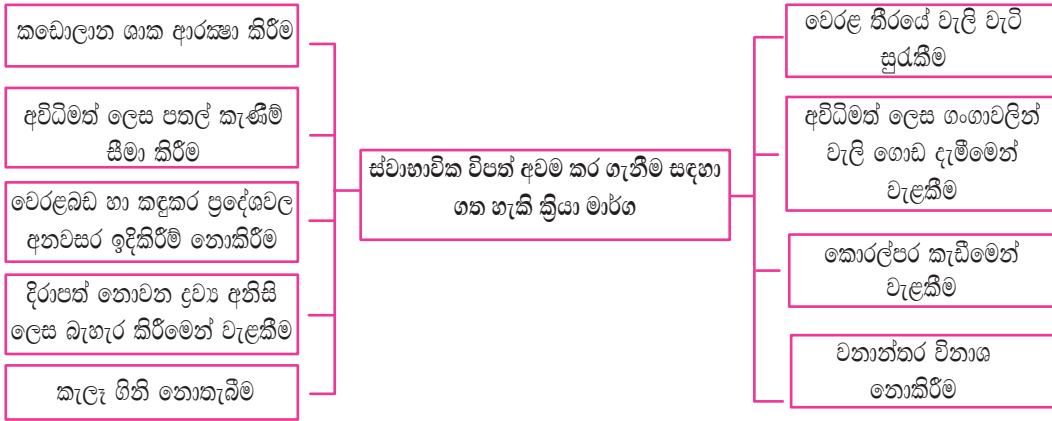 කඩොලාන ශාක ආරක්‍ෂා කිරීම
අවිධිමත් ලෙස පතල් කැණීම්
සීමා කිරීම
වෙරළබඩ හා කඳුකර ප්‍රදේශවල
අනවසර ඉදිකිරීම් නොකිරීම
දිරාපත් නොවන ද්‍රව්‍ය අනිසි
ලෙස බැහැර කිරීමෙන් වැළකීම
කැලෑ ගිනි නොතැබීම
ස්වාභාවික විපත් අවම කර ගැනීම සඳහා
ගත හැකි ක්‍රියා මාර්ග
වෙරළ තීරයේ වැලි වැටි
සුරැකීම
අවිධිමත් ලෙස ගංගාවලින්
වැලි ගොඩ දැමීමෙන්
වැළකීම
කොරල්පර කැඩීමෙන්
වැළකීම
වනාන්තර විනාශ
නොකිරීම